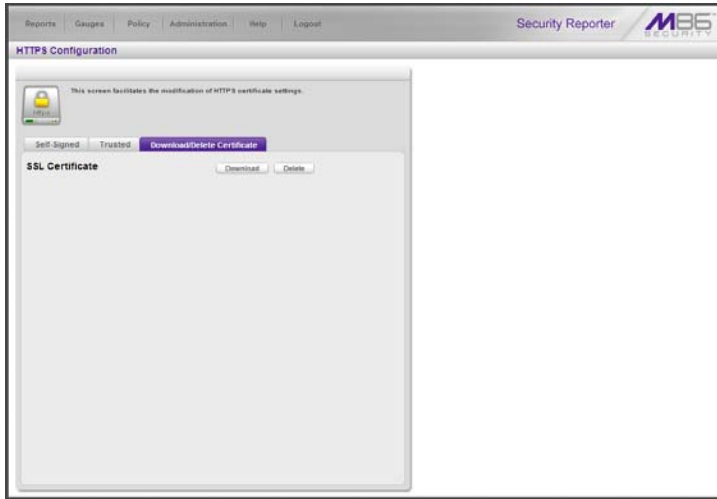 Reports Gauges Policy Administration Help Logout
Security Reporter
M86 SECURITY
HTTPS Configuration
This screen facilitates the modification of HTTPS certificate settings.
Https
Self-Signed Trusted Download/Delete Certificate
SSL Certificate Download Delete